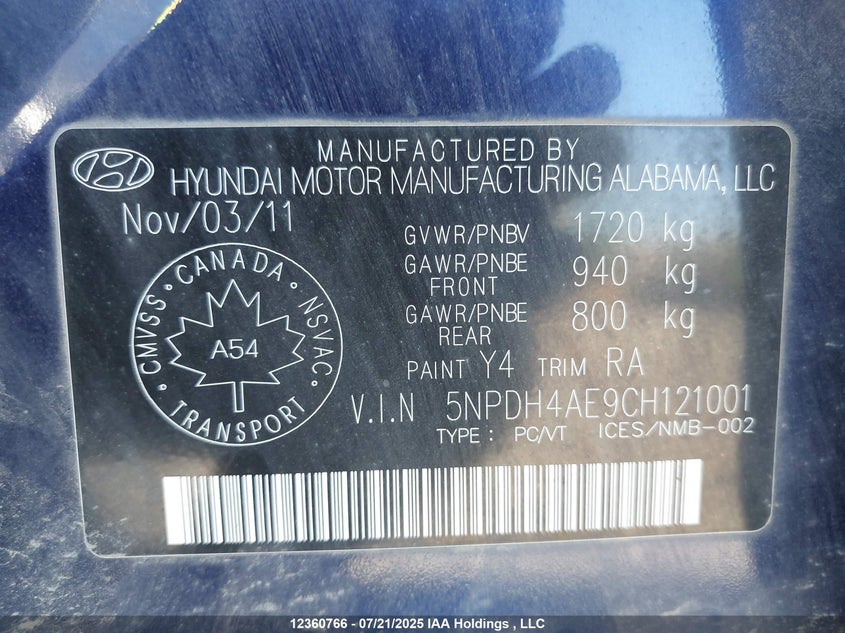 MANUFACTURED BY
HYUNDAI MOTOR MANUFACTURING ALABAMA, LLC
Nov/03/11
GVWR/PNBV 1720 kg
GAWR/PNBE FRONT 940 kg
GAWR/PNBE REAR 800 kg
CANADA · NSVAC · TRANSPORT · CMVSS ·
A54
PAINT Y4 TRIM RA
V.I.N 5NPDH4AE9CH121001
TYPE : PC/VT ICES/NMB-002
12360766 - 07/21/2025 IAA Holdings , LLC